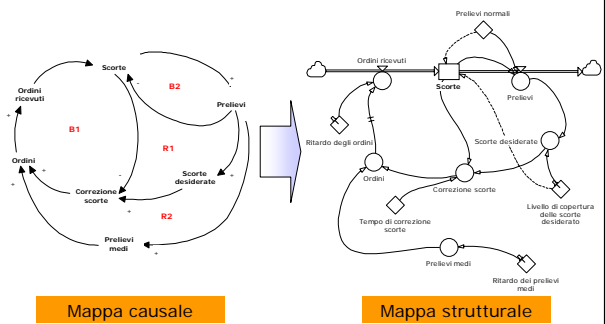 Scorte
B2
+
-
Prelievi
Ordini
ricevuti
+
B1
R1
+
Ordini
+
+
-
Correzione
scorte
+
Scorte
desiderate
+
R2
Prelievi
medi
+
Mappa causale
Prelievi normali
Ordini ricevuti
Scorte
Prelievi
Ritardo degli ordini
Scorte desiderate
Ordini
Correzione scorte
Tempo di correzione
scorte
Livello di copertura
delle scorte
desiderato
Prelievi medi
Ritardo dei prelievi
medi
Mappa strutturale